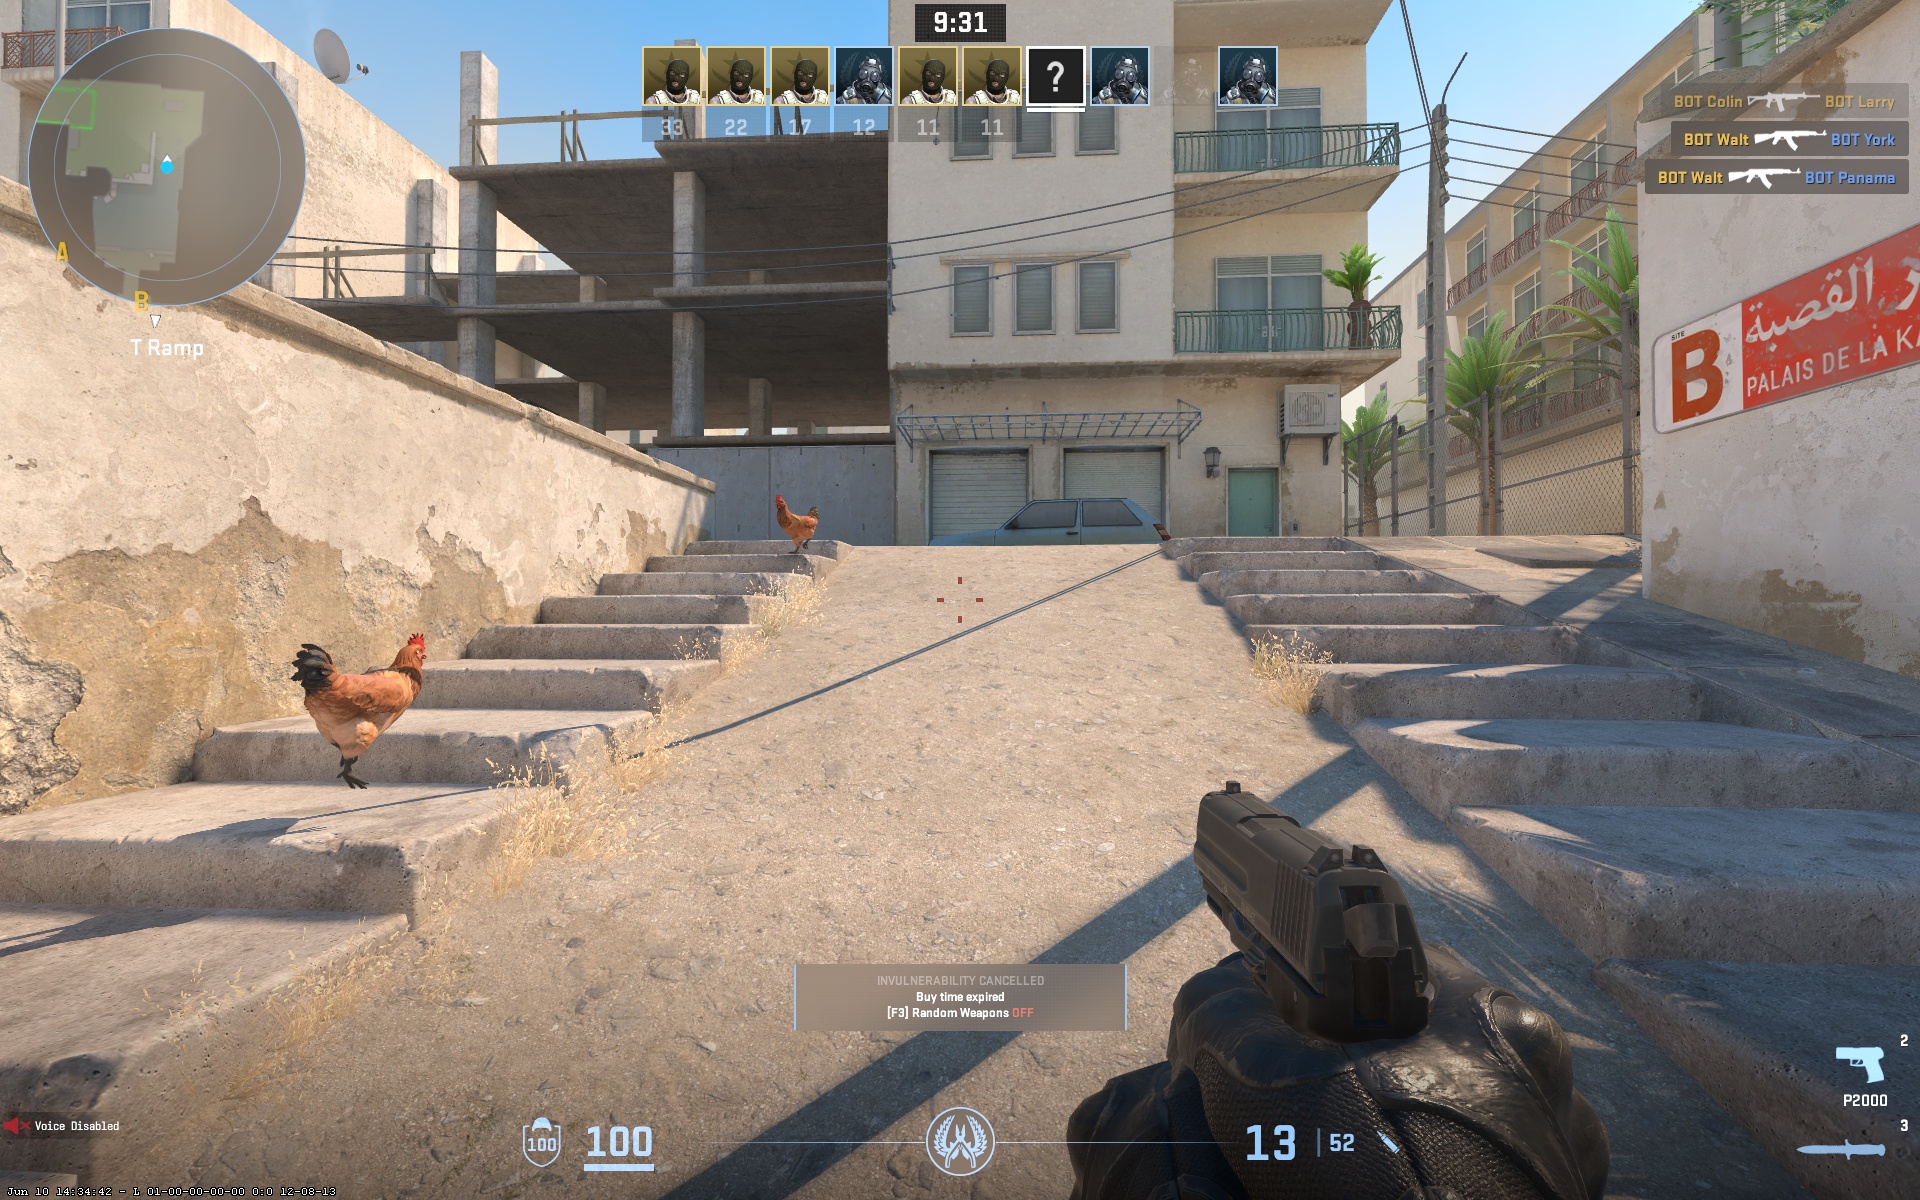 9:31
?
33 22 17 12 11 11
BOT Colin BOT Larry
BOT Walt BOT York
BOT Walt BOT Panama
A
B
T Ramp
SITE
B
القصبة
PALAIS DE LA KA
INVULNERABILITY CANCELLED
Buy time expired
[F3] Random Weapons OFF
2
P2000
3
Voice Disabled
100 100
13 52
Jun 10 14:34:42 - L 01-00-00-00-00 0:0 12-08-13